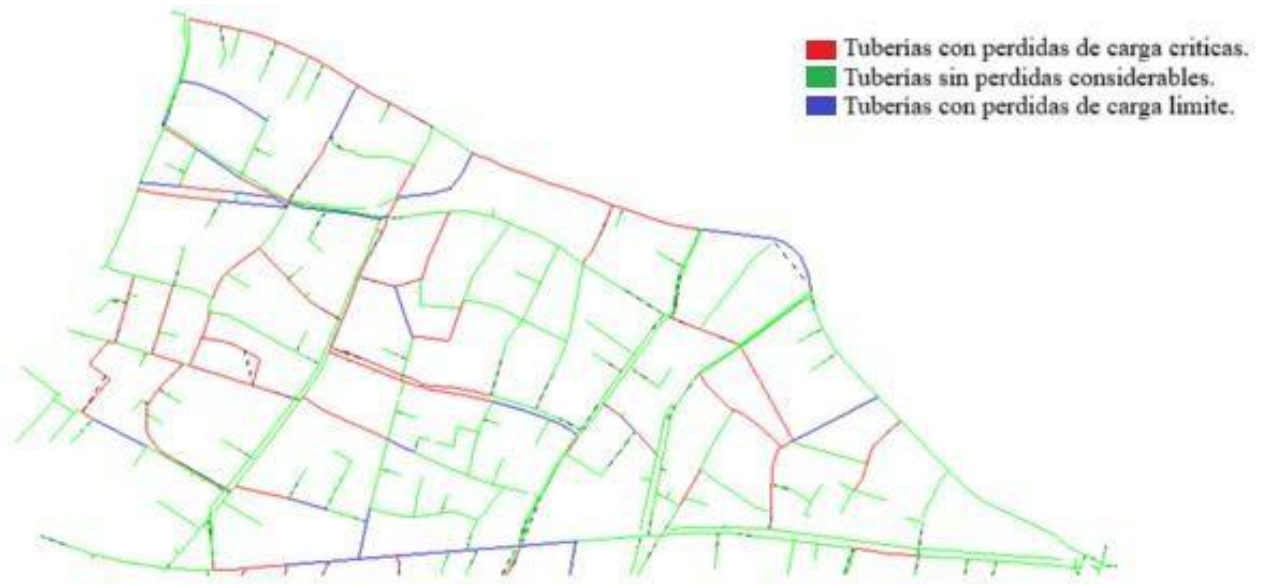 Tuberías con perdidas de carga criticas.
Tuberías sin perdidas considerables.
Tuberías con perdidas de carga limite.